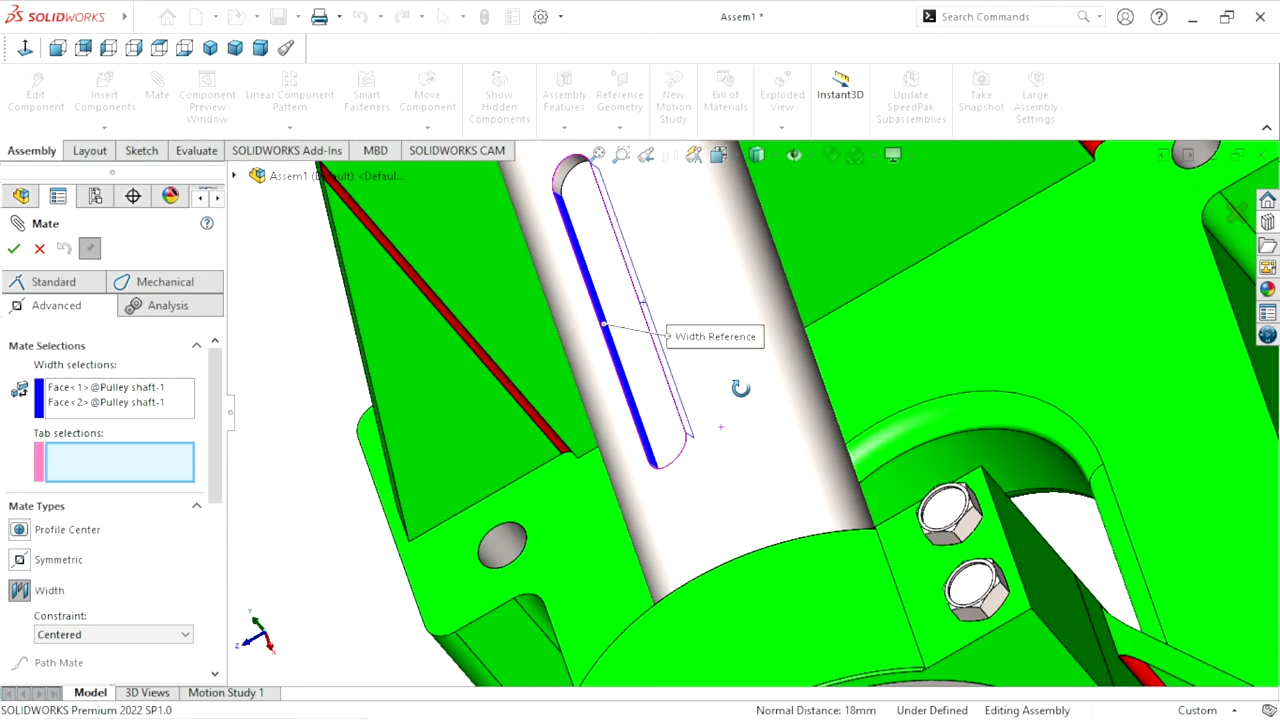 SOLIDWORKS
Assem1 *
Search Commands
Edit Component
Insert Components
Mate
Component Preview Window
Linear Component Pattern
Smart Fasteners
Move Component
Show Hidden Components
Assembly Features
Reference Geometry
New Motion Study
Bill of Materials
Exploded View
Instant3D
Update SpeedPak Subassemblies
Take Snapshot
Large Assembly Settings
Assembly
Layout
Sketch
Evaluate
SOLIDWORKS Add-Ins
MBD
SOLIDWORKS CAM
Assem1 (Default) <Defaul...
Mate
Standard
Mechanical
Advanced
Analysis
Mate Selections
Width selections:
Face<1>@Pulley shaft-1
Face<2>@Pulley shaft-1
Tab selections:
Mate Types
Profile Center
Symmetric
Width
Constraint:
Centered
Path Mate
Width Reference
Y
Z
X
Model
3D Views
Motion Study 1
SOLIDWORKS Premium 2022 SP1.0
Normal Distance: 18mm
Under Defined
Editing Assembly
Custom